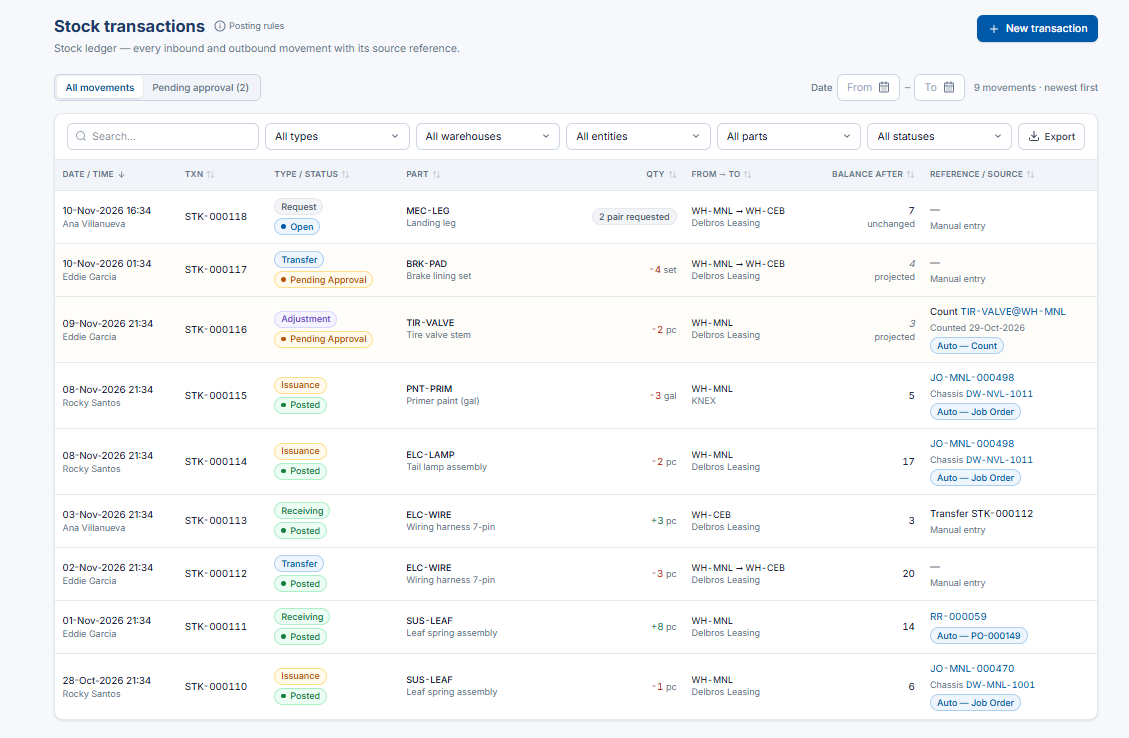 Stock transactions Posting rules
Stock ledger — every inbound and outbound movement with its source reference.
+ New transaction
All movements Pending approval (2)
Date From – To 9 movements · newest first
Search... All types All warehouses All entities All parts All statuses Export
DATE / TIME ↓ TXN TYPE / STATUS PART QTY FROM → TO BALANCE AFTER REFERENCE / SOURCE
10-Nov-2026 16:34 STK-000118 Request MEC-LEG 2 pair requested WH-MNL → WH-CEB 7 —
Ana Villanueva Open Landing leg Delbros Leasing unchanged Manual entry
10-Nov-2026 01:34 STK-000117 Transfer BRK-PAD -4 set WH-MNL → WH-CEB 4 —
Eddie Garcia Pending Approval Brake lining set Delbros Leasing projected Manual entry
09-Nov-2026 21:34 STK-000116 Adjustment TIR-VALVE -2 pc WH-MNL 3 Count TIR-VALVE@WH-MNL
Eddie Garcia Pending Approval Tire valve stem Delbros Leasing projected Counted 29-Oct-2026
Auto — Count
08-Nov-2026 21:34 STK-000115 Issuance PNT-PRIM -3 gal WH-MNL 5 JO-MNL-000498
Rocky Santos Posted Primer paint (gal) KNEX Chassis DW-NVL-1011
Auto — Job Order
08-Nov-2026 21:34 STK-000114 Issuance ELC-LAMP -2 pc WH-MNL 17 JO-MNL-000498
Rocky Santos Posted Tail lamp assembly Delbros Leasing Chassis DW-NVL-1011
Auto — Job Order
03-Nov-2026 21:34 STK-000113 Receiving ELC-WIRE +3 pc WH-CEB 3 Transfer STK-000112
Ana Villanueva Posted Wiring harness 7-pin Delbros Leasing Manual entry
02-Nov-2026 21:34 STK-000112 Transfer ELC-WIRE -3 pc WH-MNL → WH-CEB 20 —
Eddie Garcia Posted Wiring harness 7-pin Delbros Leasing Manual entry
01-Nov-2026 21:34 STK-000111 Receiving SUS-LEAF +8 pc WH-MNL 14 RR-000059
Eddie Garcia Posted Leaf spring assembly Delbros Leasing Auto — PO-000149
28-Oct-2026 21:34 STK-000110 Issuance SUS-LEAF -1 pc WH-MNL 6 JO-MNL-000470
Rocky Santos Posted Leaf spring assembly Delbros Leasing Chassis DW-MNL-1001
Auto — Job Order